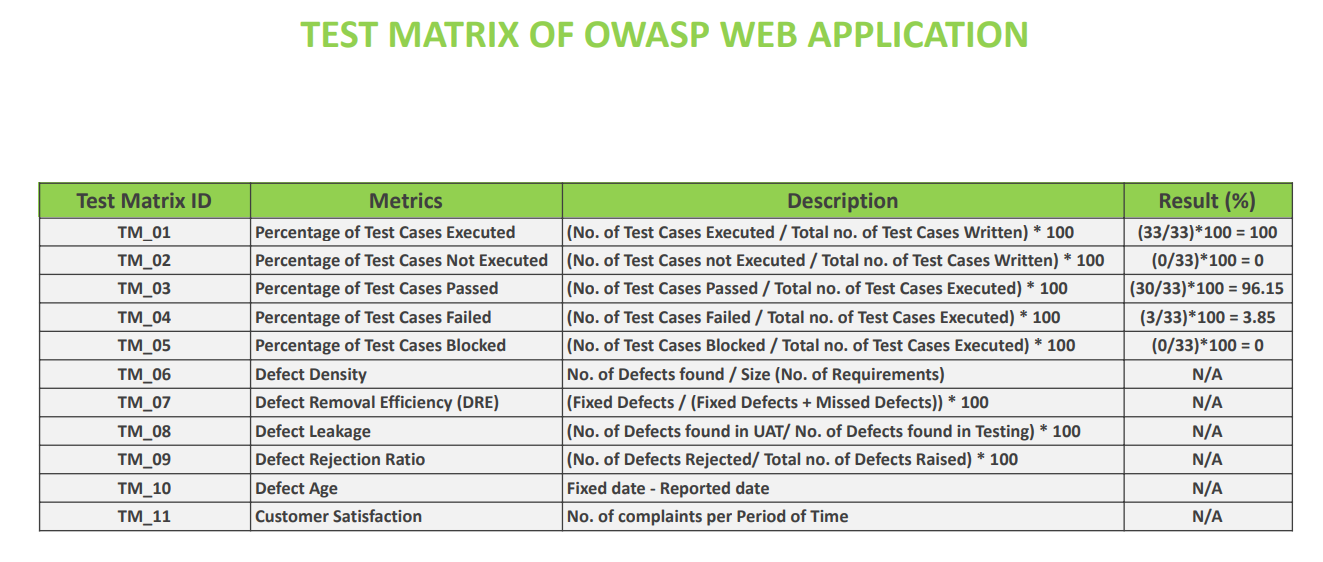 TEST MATRIX OF OWASP WEB APPLICATION
Test Matrix ID Metrics Description Result (%)
TM_01 Percentage of Test Cases Executed (No. of Test Cases Executed / Total no. of Test Cases Written) * 100 (33/33)*100 = 100
TM_02 Percentage of Test Cases Not Executed (No. of Test Cases not Executed / Total no. of Test Cases Written) * 100 (0/33)*100 = 0
TM_03 Percentage of Test Cases Passed (No. of Test Cases Passed / Total no. of Test Cases Executed) * 100 (30/33)*100 = 96.15
TM_04 Percentage of Test Cases Failed (No. of Test Cases Failed / Total no. of Test Cases Executed) * 100 (3/33)*100 = 3.85
TM_05 Percentage of Test Cases Blocked (No. of Test Cases Blocked / Total no. of Test Cases Executed) * 100 (0/33)*100 = 0
TM_06 Defect Density No. of Defects found / Size (No. of Requirements) N/A
TM_07 Defect Removal Efficiency (DRE) (Fixed Defects / (Fixed Defects + Missed Defects)) * 100 N/A
TM_08 Defect Leakage (No. of Defects found in UAT/ No. of Defects found in Testing) * 100 N/A
TM_09 Defect Rejection Ratio (No. of Defects Rejected/ Total no. of Defects Raised) * 100 N/A
TM_10 Defect Age Fixed date - Reported date N/A
TM_11 Customer Satisfaction No. of complaints per Period of Time N/A